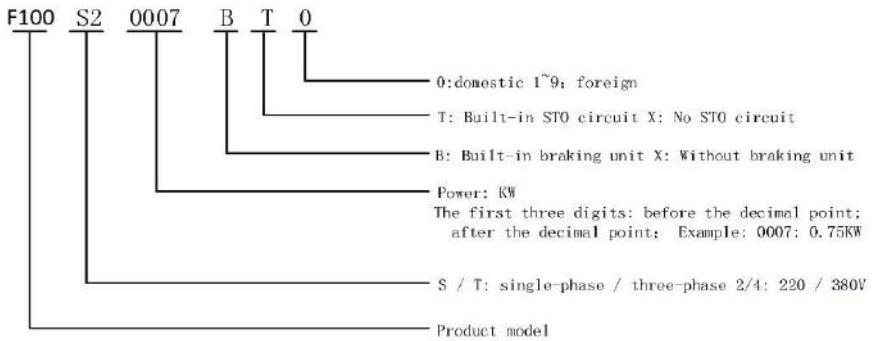 F100 S2 0007 B T 0
0:domestic 1~9: foreign
T: Built-in STO circuit X: No STO circuit
B: Built-in braking unit X: Without braking unit
Power: KW
The first three digits: before the decimal point;
after the decimal point; Example: 0007: 0.75KW
S / T: single-phase / three-phase 2/4: 220 / 380V
Product model